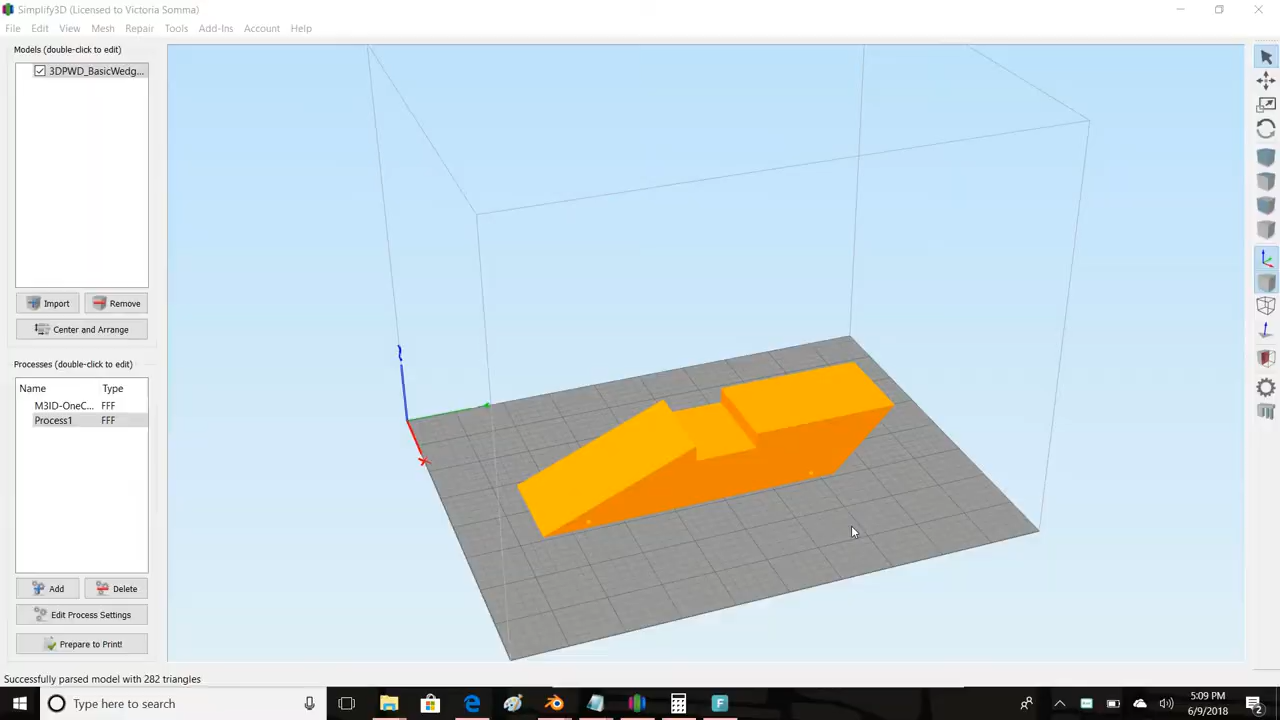 Simplify3D (Licensed to Victoria Somma)
File Edit View Mesh Repair Tools Add-Ins Account Help
Models (double-click to edit)
3DPWD_BasicWedg...
Import Remove
Center and Arrange
Processes (double-click to edit)
Name Type
M3ID-OneC... FFF
Process1 FFF
Add Delete
Edit Process Settings
Prepare to Print!
Successfully parsed model with 282 triangles
Type here to search
5:09 PM
6/9/2018
2